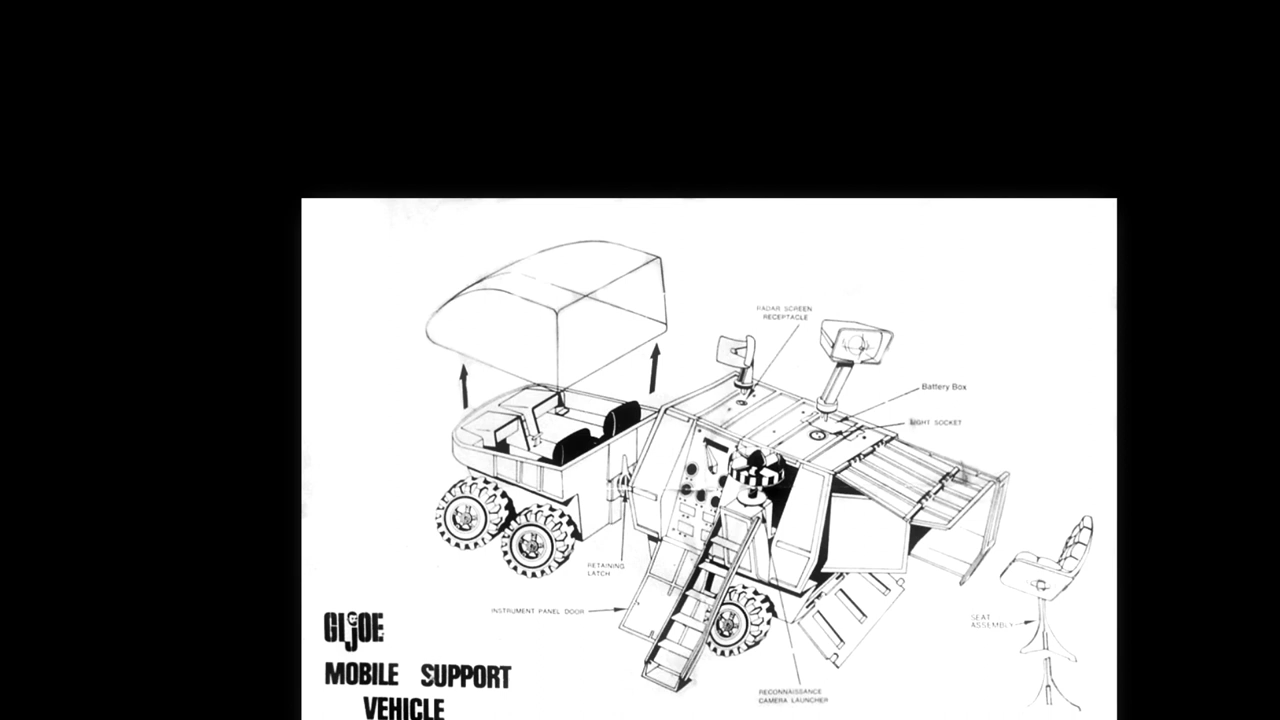 RADAR SCREEN
RECEPTACLE
Battery Box
LIGHT SOCKET
RETAINING
LATCH
INSTRUMENT PANEL DOOR
SEAT
ASSEMBLY
RECONNAISSANCE
CAMERA LAUNCHER
GI JOE
MOBILE SUPPORT
VEHICLE